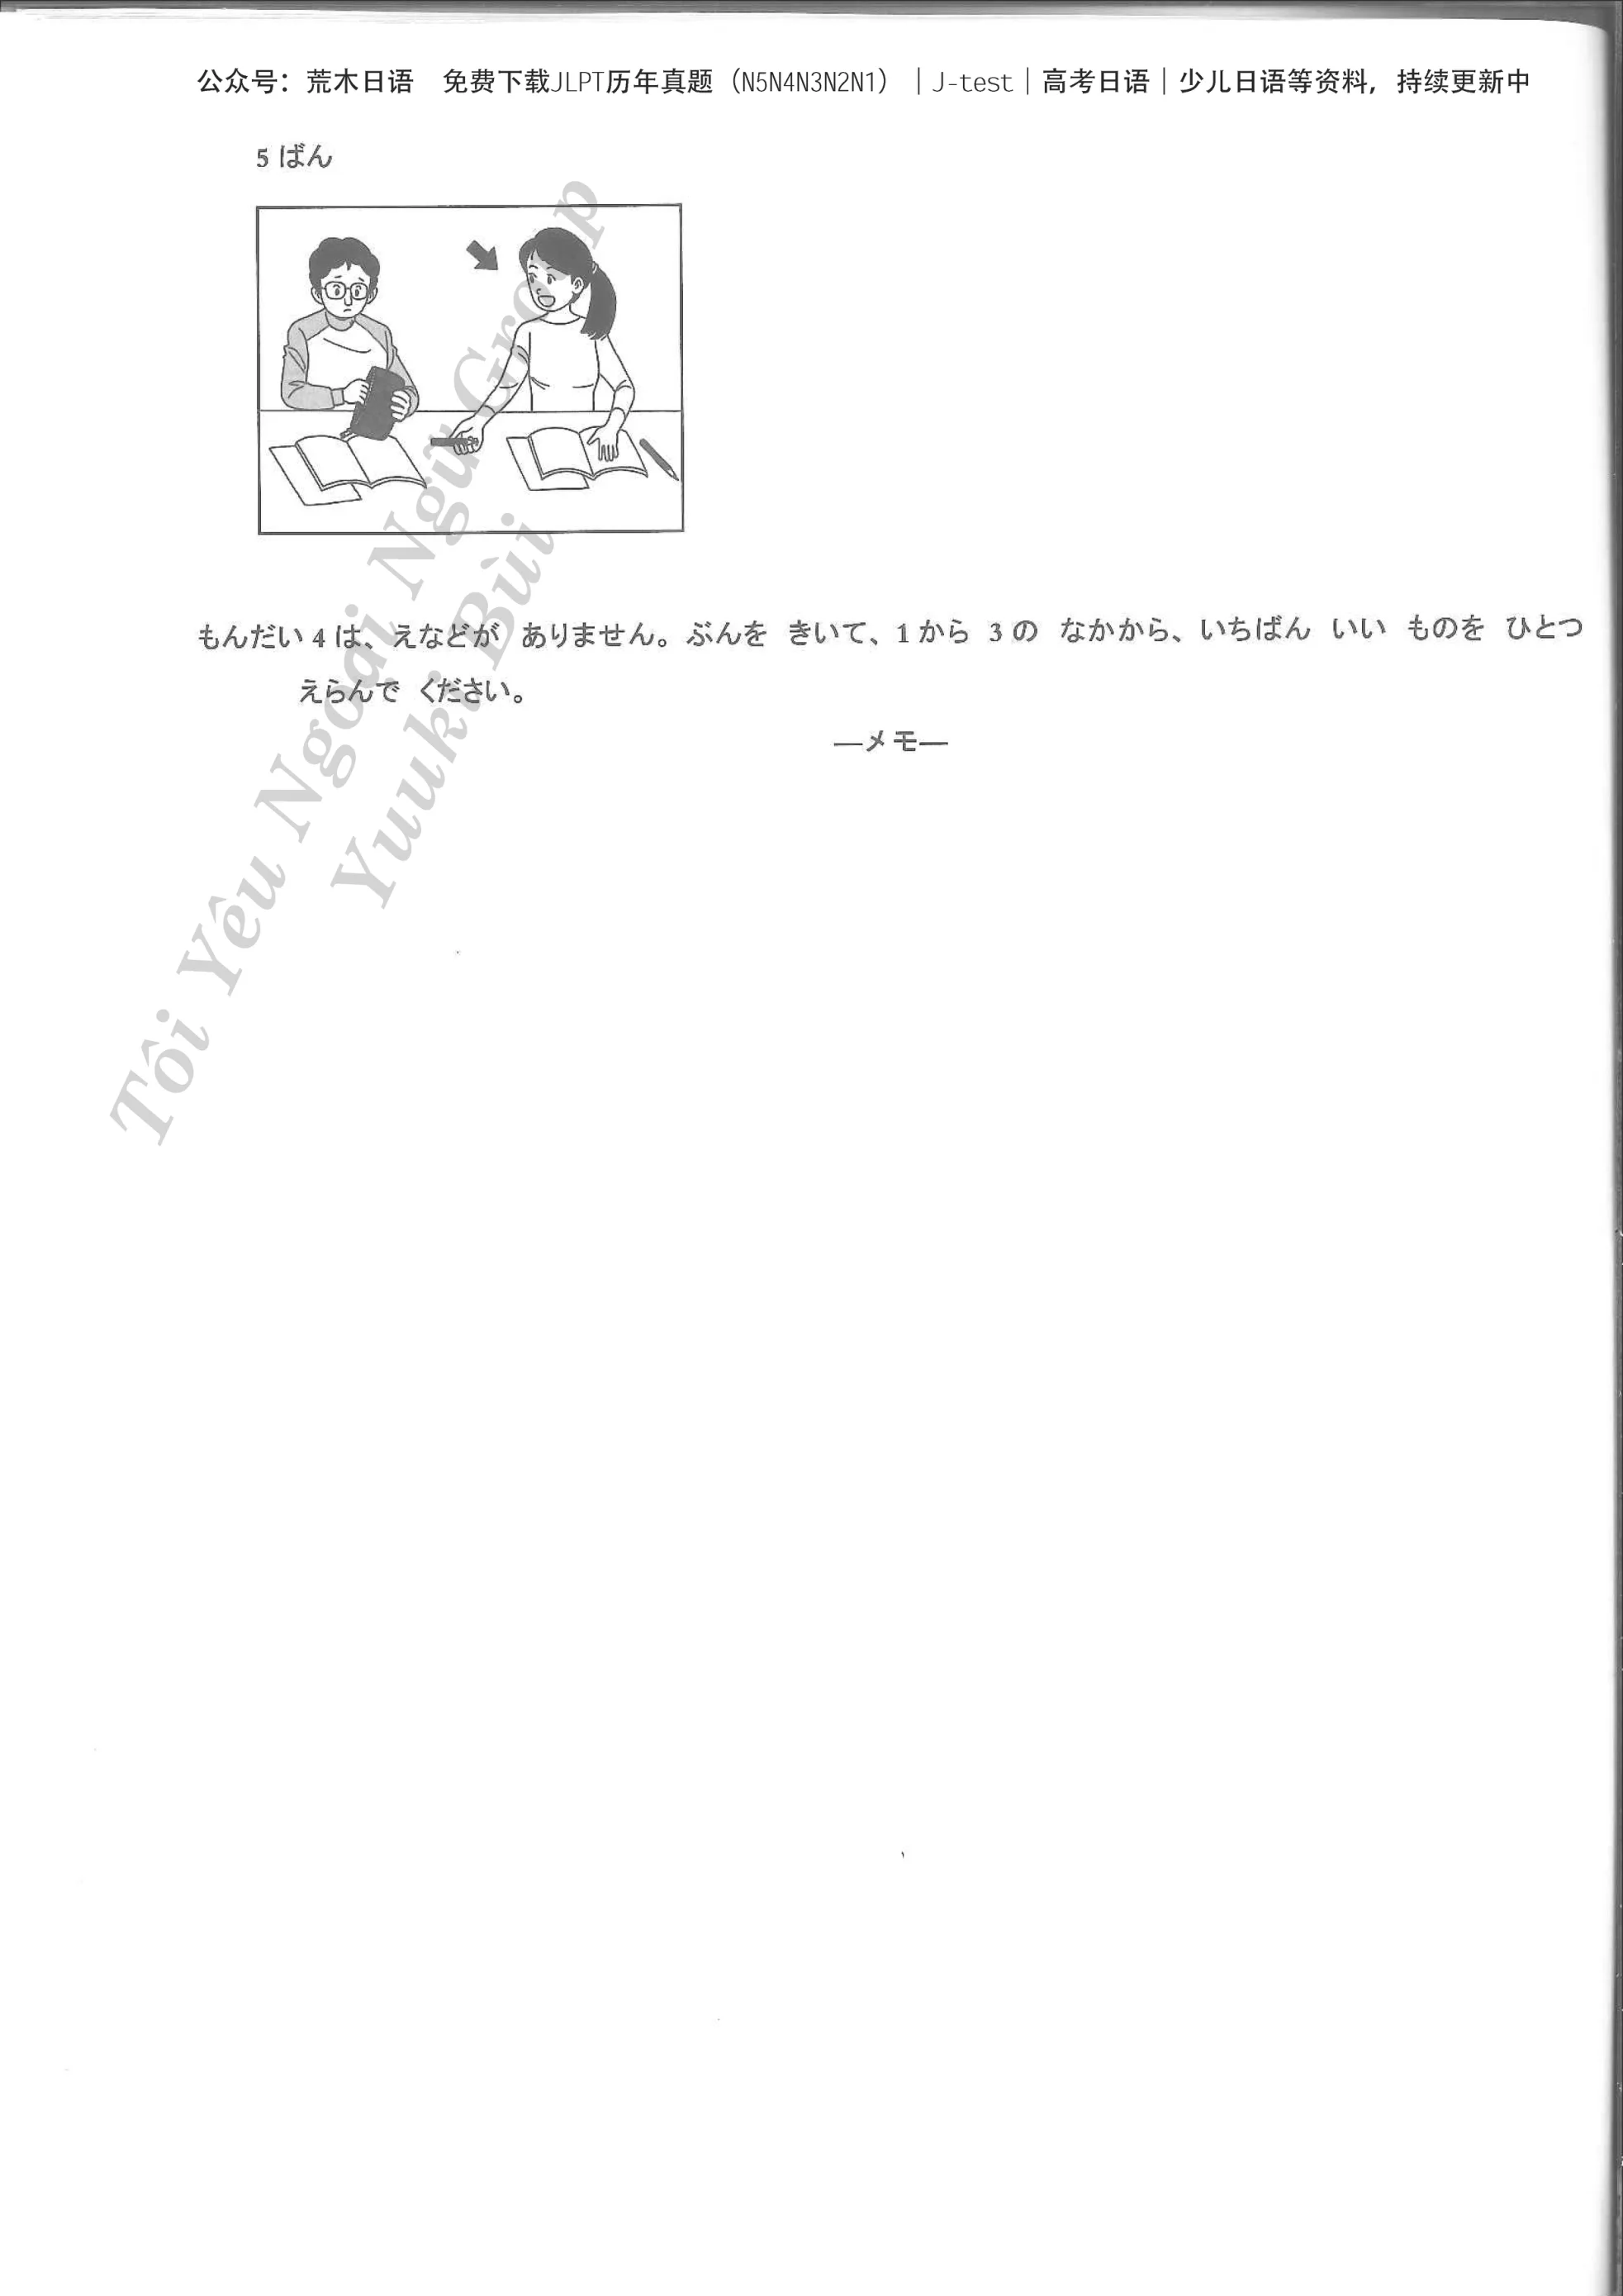 公众号：荒木日语　免费下载JLPT历年真题（N5N4N3N2N1）｜J-test｜高考日语｜少儿日语等资料，持续更新中
5 ばん
もんだい 4 は、えなどが ありません。ぶんを きいて、1 から 3 の なかから、いちばん いい ものを ひとつ
えらんで ください。
―メモ―
Tôi Yêu Ngoại Ngữ Group
Yuuki Bùi